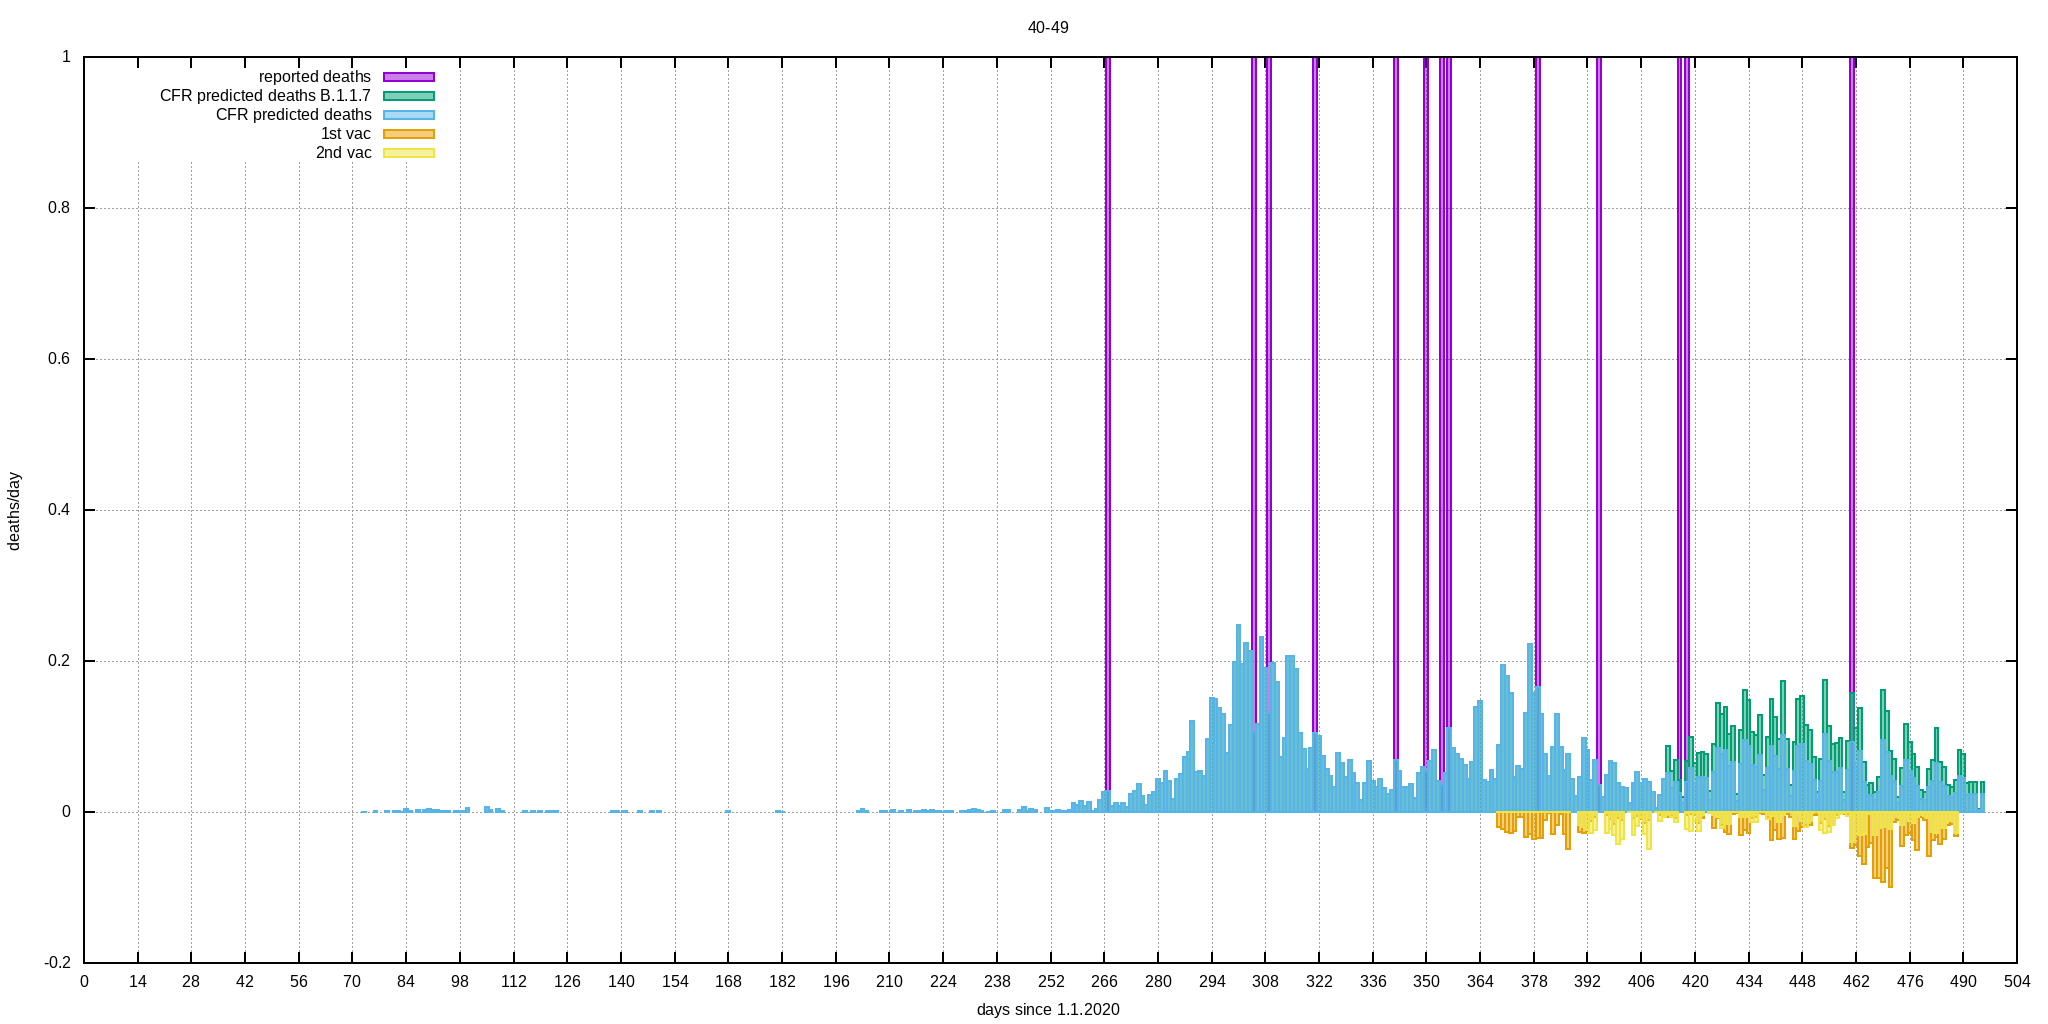 40-49
1
reported deaths
CFR predicted deaths B.1.1.7
CFR predicted deaths
1st vac
2nd vac
0.8
0.6
0.4
0.2
0
-0.2
deaths/day
0 14 28 42 56 70 84 98 112 126 140 154 168 182 196 210 224 238 252 266 280 294 308 322 336 350 364 378 392 406 420 434 448 462 476 490 504
days since 1.1.2020